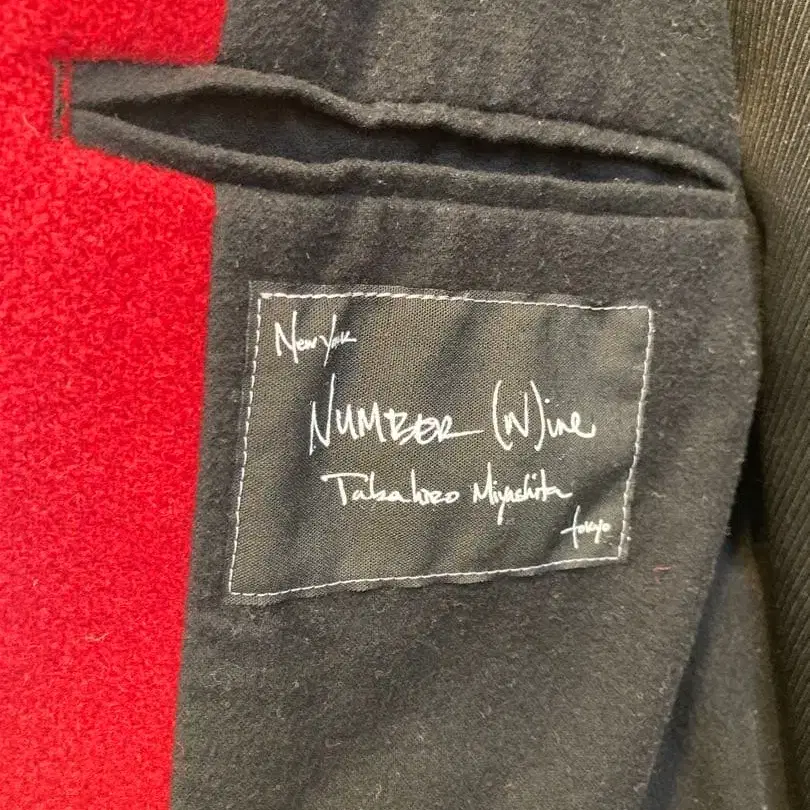 New York
NUMBER (N)ine
Takahiro Miyashita
tokyo